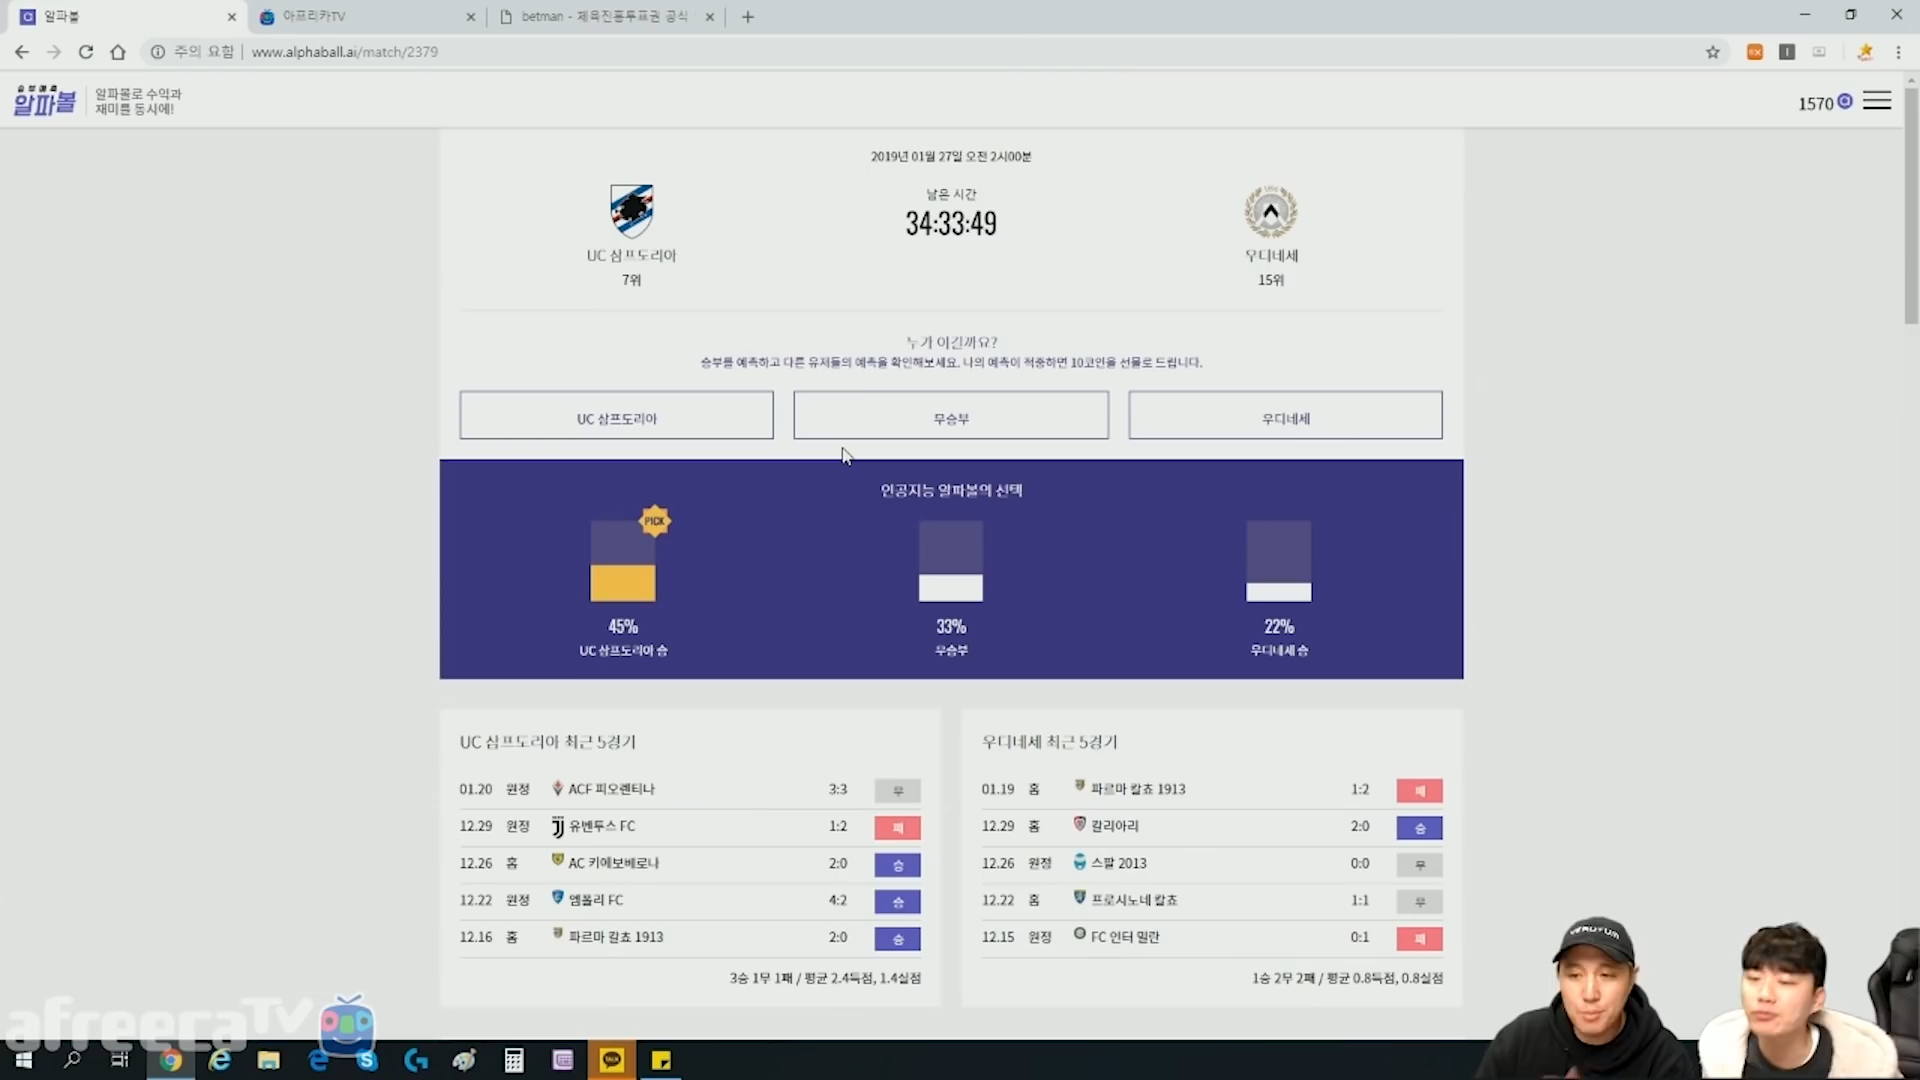 알파볼
아프리카TV
betman - 체육진흥투표권 공식
주의 요함 www.alphaball.ai/match/2379
승부예측
알파볼
알파볼로 수익과
재미를 동시에!
1570
2019년 01월 27일 오전 2시00분
남은 시간
34:33:49
UC 삼프도리아
7위
우디네세
15위
누가 이길까요?
승부를 예측하고 다른 유저들의 예측을 확인해보세요. 나의 예측이 적중하면 10코인을 선물로 드립니다.
UC 삼프도리아
무승부
우디네세
인공지능 알파볼의 선택
PICK
45%
UC 삼프도리아 승
33%
무승부
22%
우디네세 승
UC 삼프도리아 최근 5경기
01.20 원정 ACF 피오렌티나 3:3 무
12.29 원정 유벤투스 FC 1:2 패
12.26 홈 AC 키에보베로나 2:0 승
12.22 원정 엠폴리 FC 4:2 승
12.16 홈 파르마 칼쵸 1913 2:0 승
3승 1무 1패 / 평균 2.4득점, 1.4실점
우디네세 최근 5경기
01.19 홈 파르마 칼쵸 1913 1:2 패
12.29 홈 칼리아리 2:0 승
12.26 원정 스팔 2013 0:0 무
12.22 홈 프로시노네 칼쵸 1:1 무
12.15 원정 FC 인터 밀란 0:1 패
1승 2무 2패 / 평균 0.8득점, 0.8실점
afreecaTV
TALK